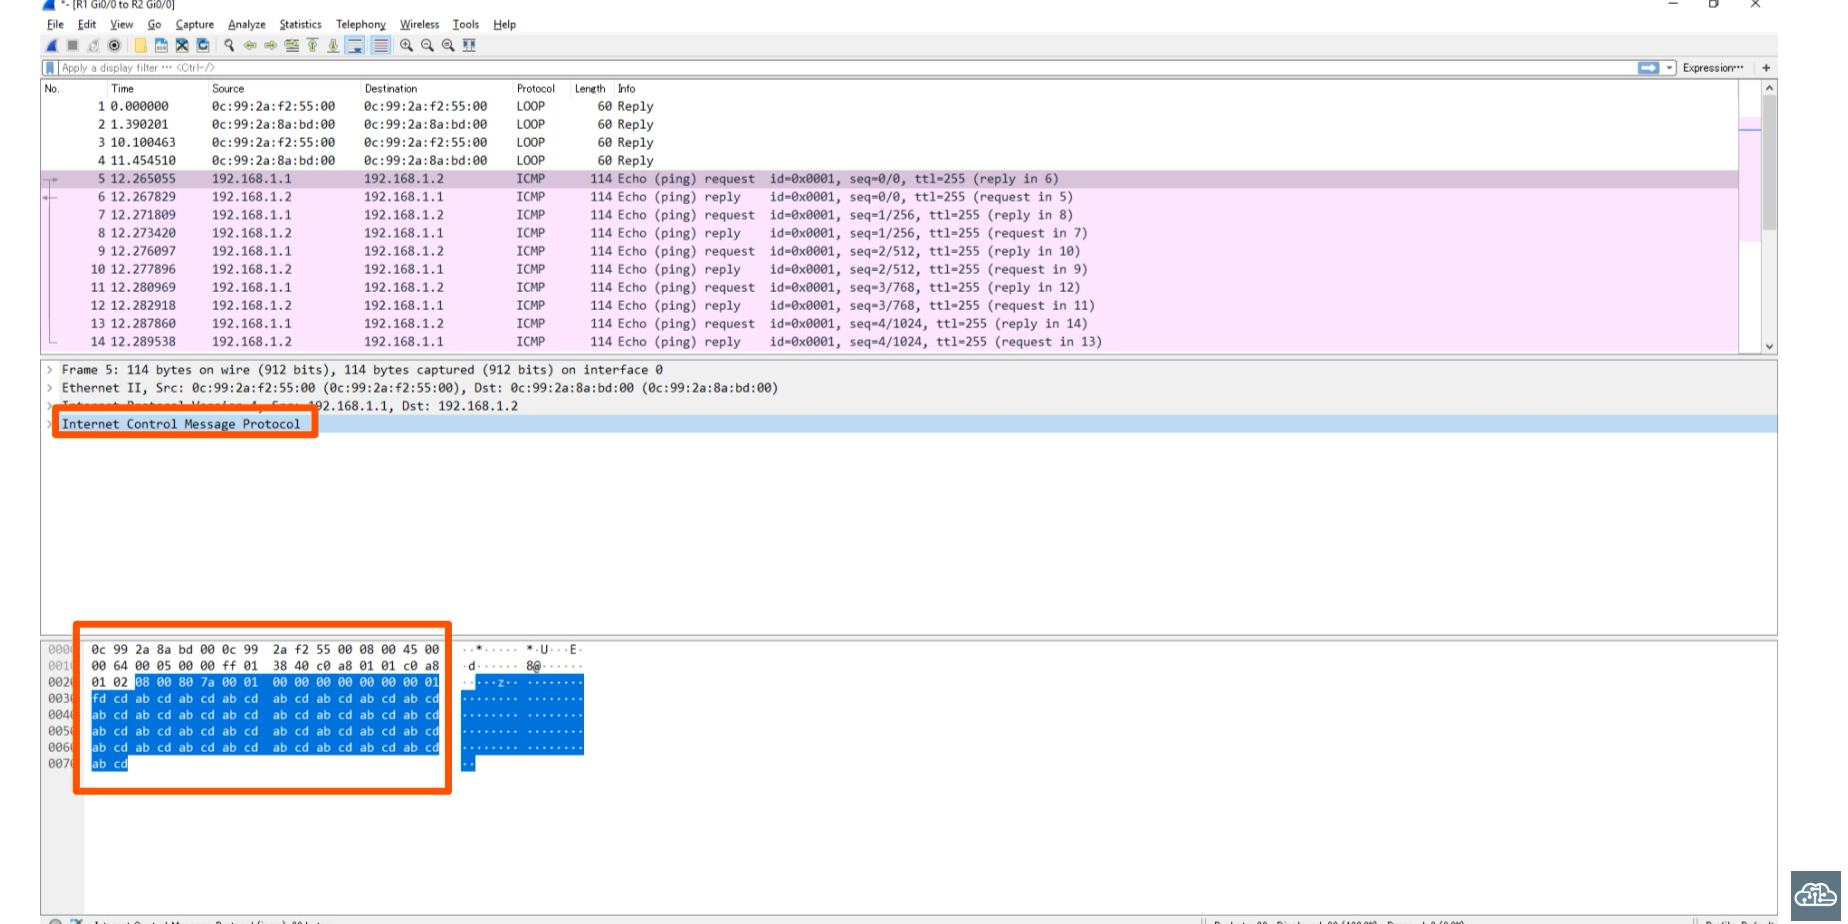 *- [R1 Gi0/0 to R2 Gi0/0]
File Edit View Go Capture Analyze Statistics Telephony Wireless Tools Help
Apply a display filter ··· <Ctrl-/> Expression··· +
No. Time Source Destination Protocol Length Info
1 0.000000 0c:99:2a:f2:55:00 0c:99:2a:f2:55:00 LOOP 60 Reply
2 1.390201 0c:99:2a:8a:bd:00 0c:99:2a:8a:bd:00 LOOP 60 Reply
3 10.100463 0c:99:2a:f2:55:00 0c:99:2a:f2:55:00 LOOP 60 Reply
4 11.454510 0c:99:2a:8a:bd:00 0c:99:2a:8a:bd:00 LOOP 60 Reply
5 12.265055 192.168.1.1 192.168.1.2 ICMP 114 Echo (ping) request id=0x0001, seq=0/0, ttl=255 (reply in 6)
6 12.267829 192.168.1.2 192.168.1.1 ICMP 114 Echo (ping) reply id=0x0001, seq=0/0, ttl=255 (request in 5)
7 12.271809 192.168.1.1 192.168.1.2 ICMP 114 Echo (ping) request id=0x0001, seq=1/256, ttl=255 (reply in 8)
8 12.273420 192.168.1.2 192.168.1.1 ICMP 114 Echo (ping) reply id=0x0001, seq=1/256, ttl=255 (request in 7)
9 12.276097 192.168.1.1 192.168.1.2 ICMP 114 Echo (ping) request id=0x0001, seq=2/512, ttl=255 (reply in 10)
10 12.277896 192.168.1.2 192.168.1.1 ICMP 114 Echo (ping) reply id=0x0001, seq=2/512, ttl=255 (request in 9)
11 12.280969 192.168.1.1 192.168.1.2 ICMP 114 Echo (ping) request id=0x0001, seq=3/768, ttl=255 (reply in 12)
12 12.282918 192.168.1.2 192.168.1.1 ICMP 114 Echo (ping) reply id=0x0001, seq=3/768, ttl=255 (request in 11)
13 12.287860 192.168.1.1 192.168.1.2 ICMP 114 Echo (ping) request id=0x0001, seq=4/1024, ttl=255 (reply in 14)
14 12.289538 192.168.1.2 192.168.1.1 ICMP 114 Echo (ping) reply id=0x0001, seq=4/1024, ttl=255 (request in 13)
Frame 5: 114 bytes on wire (912 bits), 114 bytes captured (912 bits) on interface 0
Ethernet II, Src: 0c:99:2a:f2:55:00 (0c:99:2a:f2:55:00), Dst: 0c:99:2a:8a:bd:00 (0c:99:2a:8a:bd:00)
192.168.1.1, Dst: 192.168.1.2
Internet Control Message Protocol
000 0c 99 2a 8a bd 00 0c 99 2a f2 55 00 08 00 45 00 ··*····· *·U···E·
001 00 64 00 05 00 00 ff 01 38 40 c0 a8 01 01 c0 a8 ·d······ 8@······
002 01 02 08 00 80 7a 00 01 00 00 00 00 00 00 00 01 ·····z·· ········
003 fd cd ab cd ab cd ab cd ab cd ab cd ab cd ab cd ········ ········
004 ab cd ab cd ab cd ab cd ab cd ab cd ab cd ab cd ········ ········
005 ab cd ab cd ab cd ab cd ab cd ab cd ab cd ab cd ········ ········
006 ab cd ab cd ab cd ab cd ab cd ab cd ab cd ab cd ········ ········
007 ab cd ··